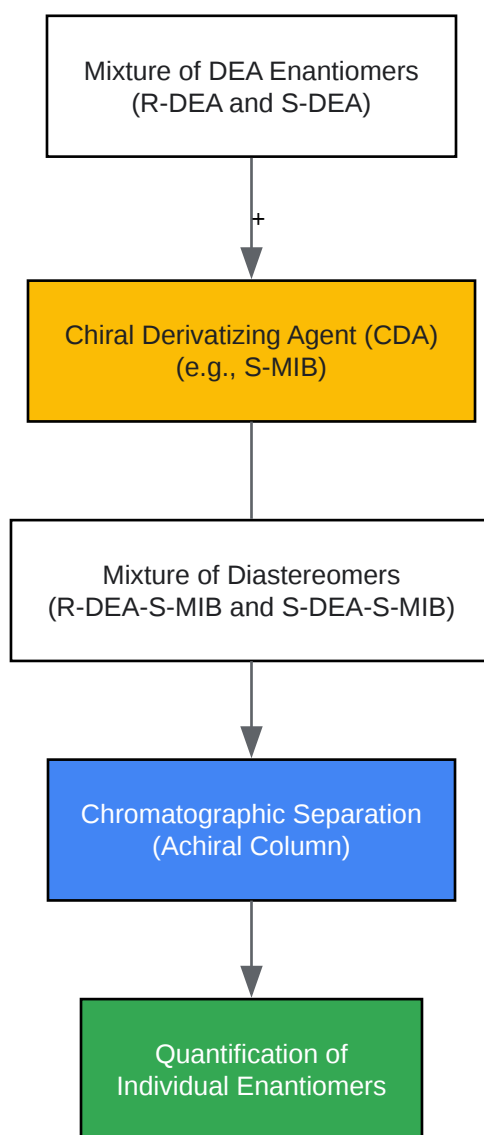 Mixture of DEA Enantiomers
(R-DEA and S-DEA)
+
Chiral Derivatizing Agent (CDA)
(e.g., S-MIB)
Mixture of Diastereomers
(R-DEA-S-MIB and S-DEA-S-MIB)
Chromatographic Separation
(Achiral Column)
Quantification of
Individual Enantiomers